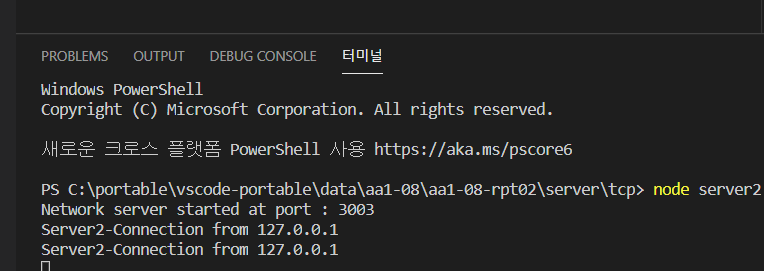 PROBLEMS OUTPUT DEBUG CONSOLE 터미널
Windows PowerShell
Copyright (C) Microsoft Corporation. All rights reserved.
새로운 크로스 플랫폼 PowerShell 사용 https://aka.ms/pscore6
PS C:\portable\vscode-portable\data\aa1-08\aa1-08-rpt02\server\tcp> node server2
Network server started at port : 3003
Server2-Connection from 127.0.0.1
Server2-Connection from 127.0.0.1